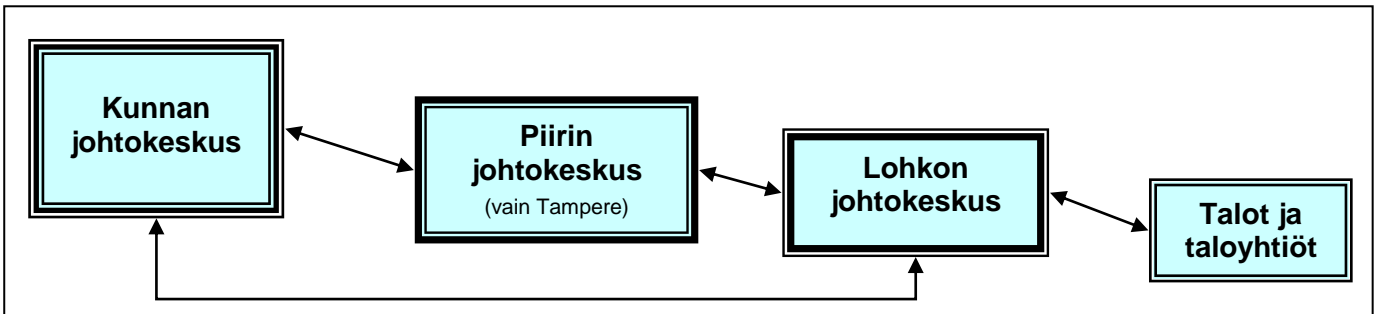 Kunnan
johtokeskus
Piirin
johtokeskus
(vain Tampere)
Lohkon
johtokeskus
Talot ja
taloyhtiöt